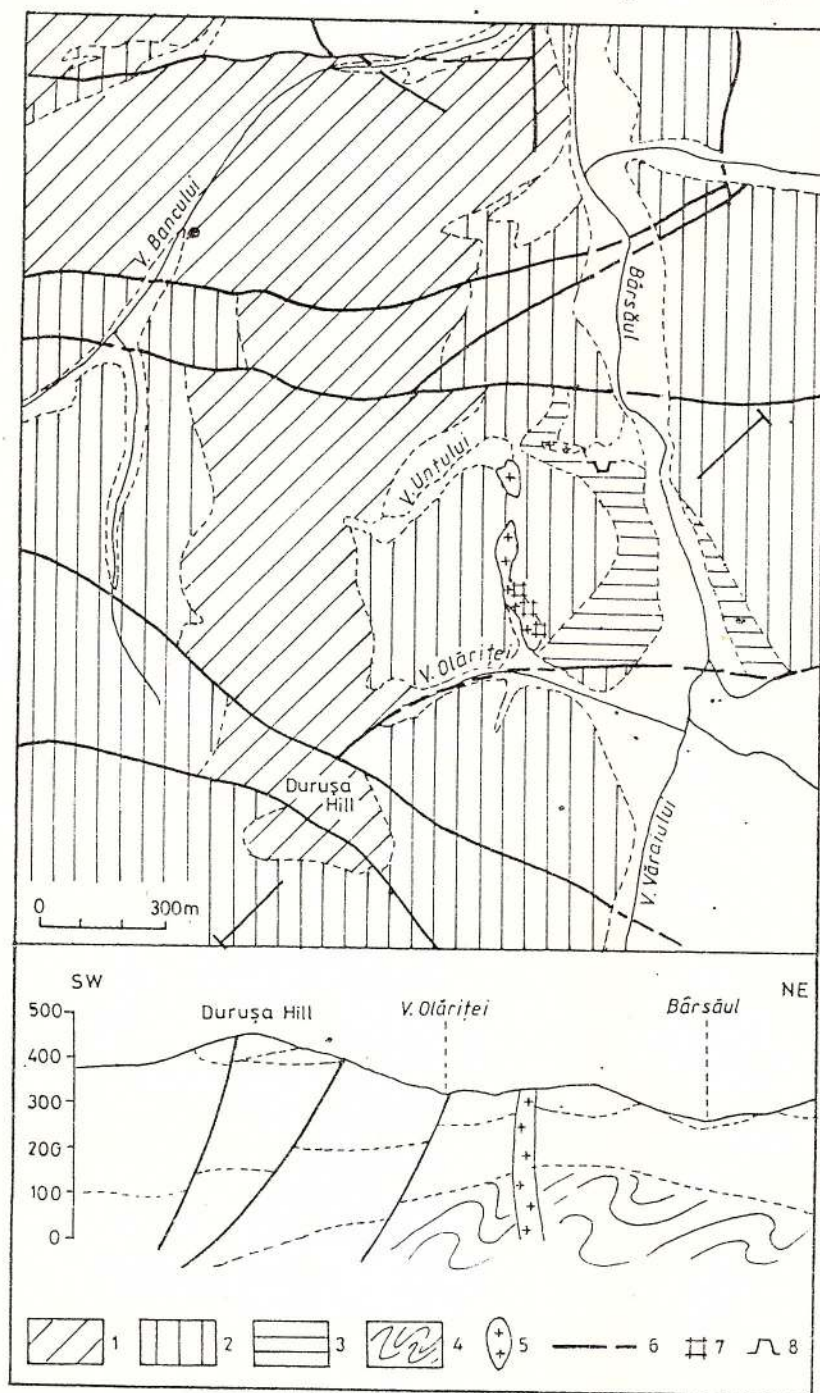 V. Bancului
Bârsăul
V. Untului
V. Olăriței
Durușa
Hill
V. Văraiului
0 300m
SW NE
Durușa Hill V. Olăriței Bârsăul
500
400
300
200
100
0
1 2 3 4 5 6 7 8